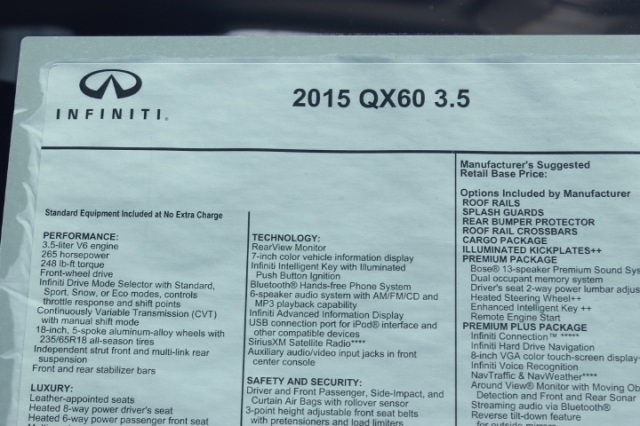 INFINITI®
2015 QX60 3.5
Manufacturer's Suggested
Retail Base Price:
Standard Equipment Included at No Extra Charge
PERFORMANCE:
3.5-liter V6 engine
265 horsepower
248 lb-ft torque
Front-wheel drive
Infiniti Drive Mode Selector with Standard,
Sport, Snow, or Eco modes, controls
throttle response and shift points
Continuously Variable Transmission (CVT)
with manual shift mode
18-inch, 5-spoke aluminum-alloy wheels with
235/65R18 all-season tires
Independent strut front and multi-link rear
suspension
Front and rear stabilizer bars
LUXURY:
Leather-appointed seats
Heated 8-way power driver's seat
Heated 6-way power passenger front seat
TECHNOLOGY:
RearView Monitor
7-inch color vehicle information display
Infiniti Intelligent Key with Illuminated
Push Button Ignition
Bluetooth® Hands-free Phone System
6-speaker audio system with AM/FM/CD and
MP3 playback capability
Infiniti Advanced Information Display
USB connection port for iPod® interface and
other compatible devices
SiriusXM Satellite Radio****
Auxiliary audio/video input jacks in front
center console
SAFETY AND SECURITY:
Driver and Front Passenger, Side-Impact, and
Curtain Air Bags with rollover sensor
3-point height adjustable front seat belts
with pretensioners and load limiters
Options Included by Manufacturer
ROOF RAILS
SPLASH GUARDS
REAR BUMPER PROTECTOR
ROOF RAIL CROSSBARS
CARGO PACKAGE
ILLUMINATED KICKPLATES++
PREMIUM PACKAGE
Bose® 13-speaker Premium Sound
Dual occupant memory system
Driver's seat 2-way power lumbar
Heated Steering Wheel++
Enhanced Intelligent Key ++
Remote Engine Start
PREMIUM PLUS PACKAGE
Infiniti Connection™ *****
Infiniti Hard Drive Navigation
8-inch VGA color touch-screen display
Infiniti Voice Recognition
NavTraffic & NavWeather****
Around View® Monitor with Moving
Detection and Front and Rear Sonar
Streaming audio via Bluetooth®
Reverse tilt-down feature
for outside